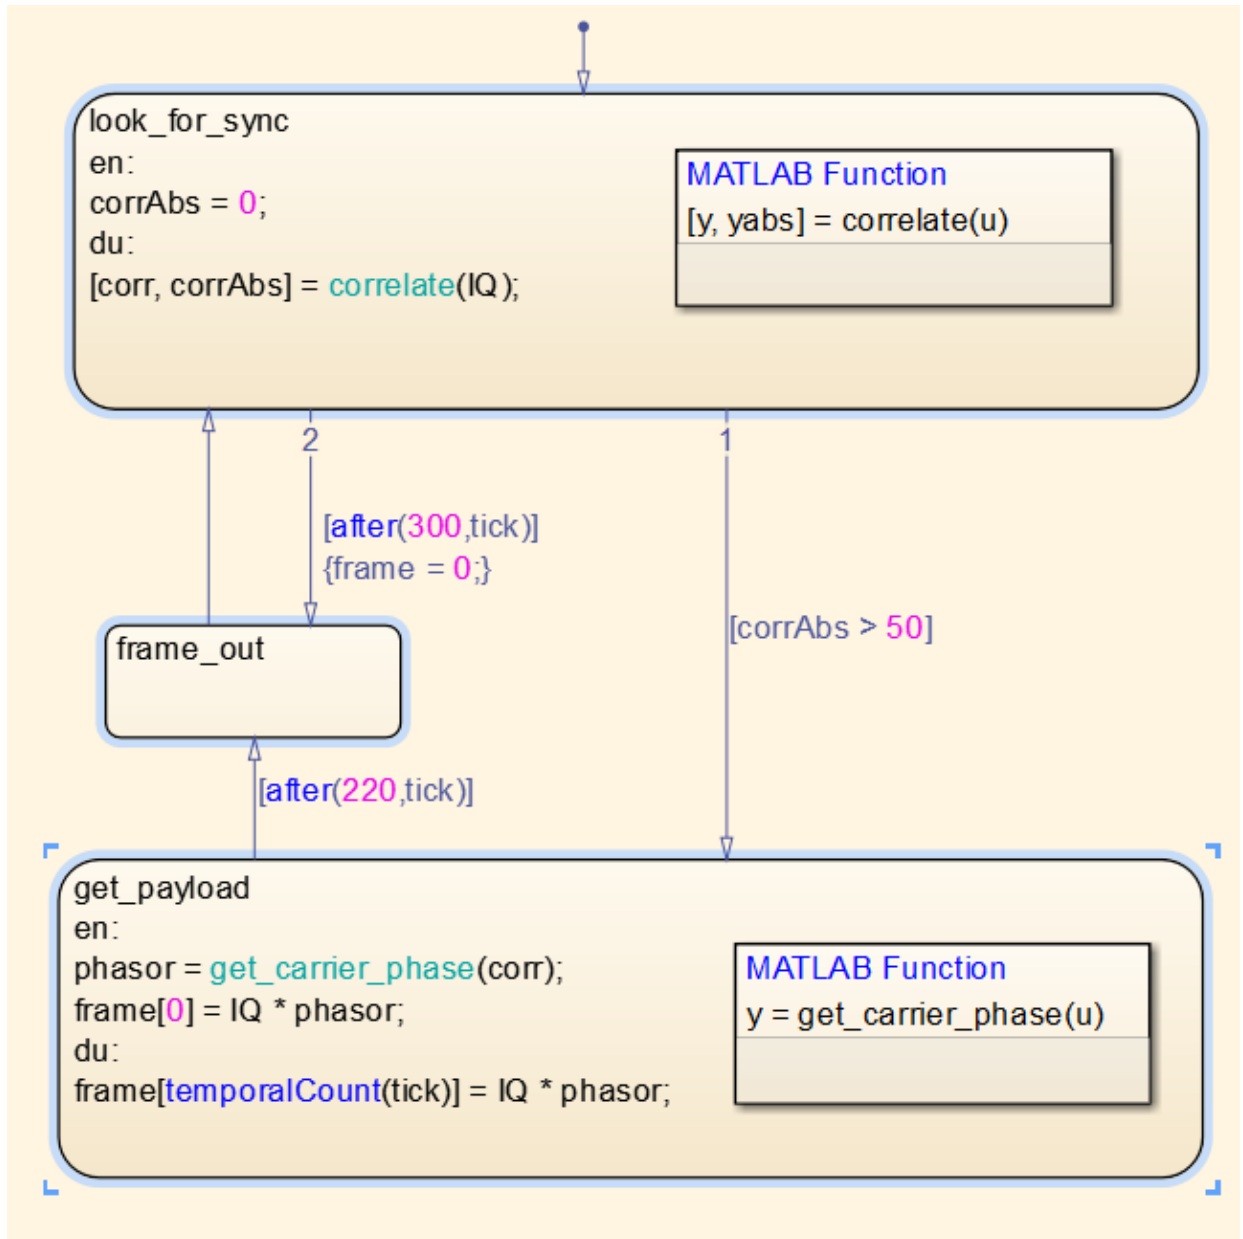 look_for_sync
en:
corrAbs = 0;
du:
[corr, corrAbs] = correlate(IQ);
MATLAB Function
[y, yabs] = correlate(u)
2
1
[after(300,tick)]
{frame = 0;}
[corrAbs > 50]
frame_out
[after(220,tick)]
get_payload
en:
phasor = get_carrier_phase(corr);
frame[0] = IQ * phasor;
du:
frame[temporalCount(tick)] = IQ * phasor;
MATLAB Function
y = get_carrier_phase(u)